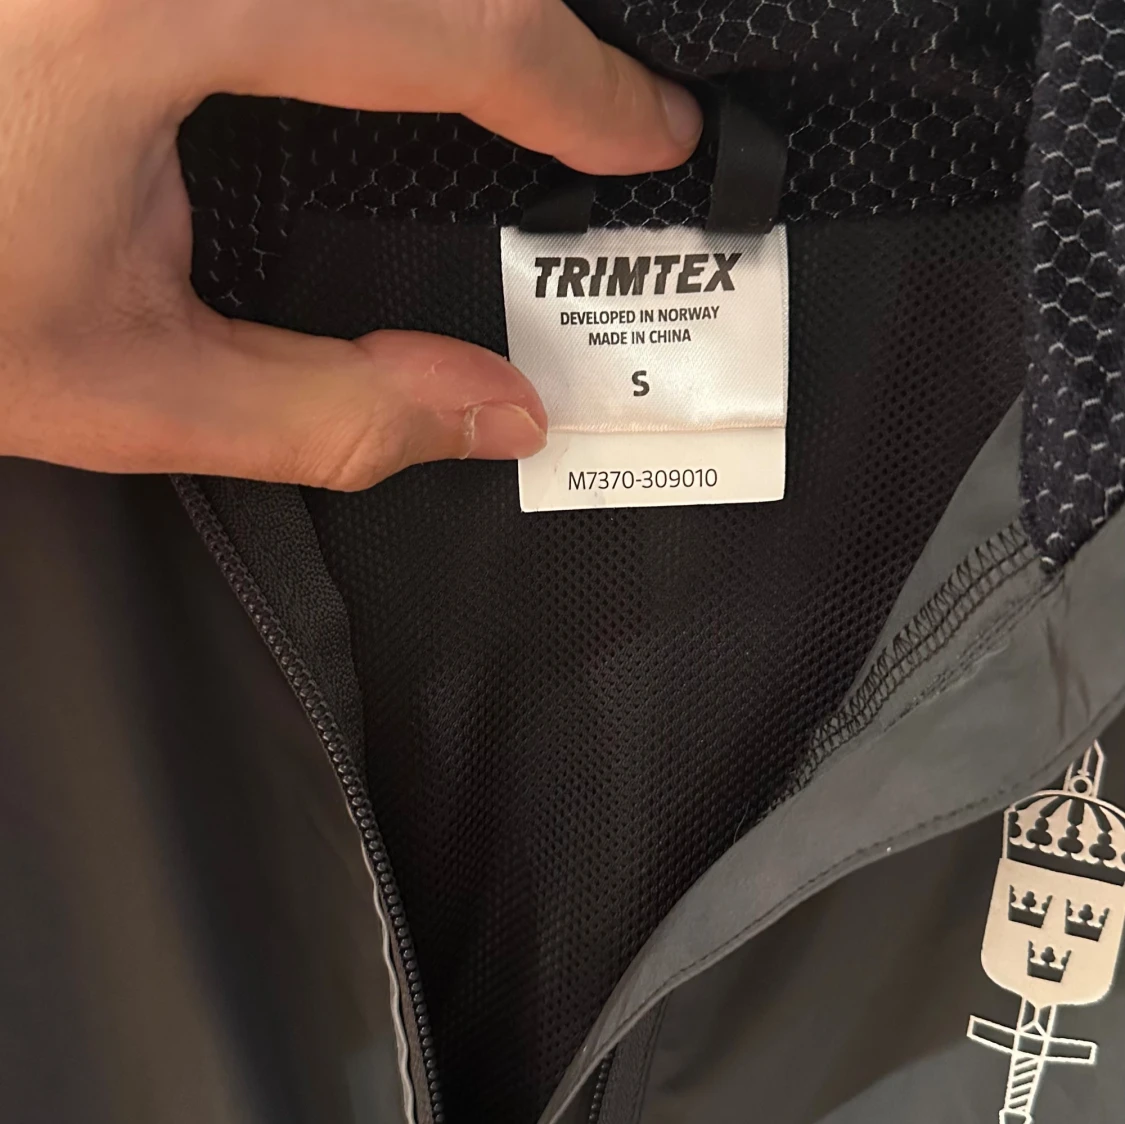 TRIMTEX
DEVELOPED IN NORWAY
MADE IN CHINA
S
M7370-309010